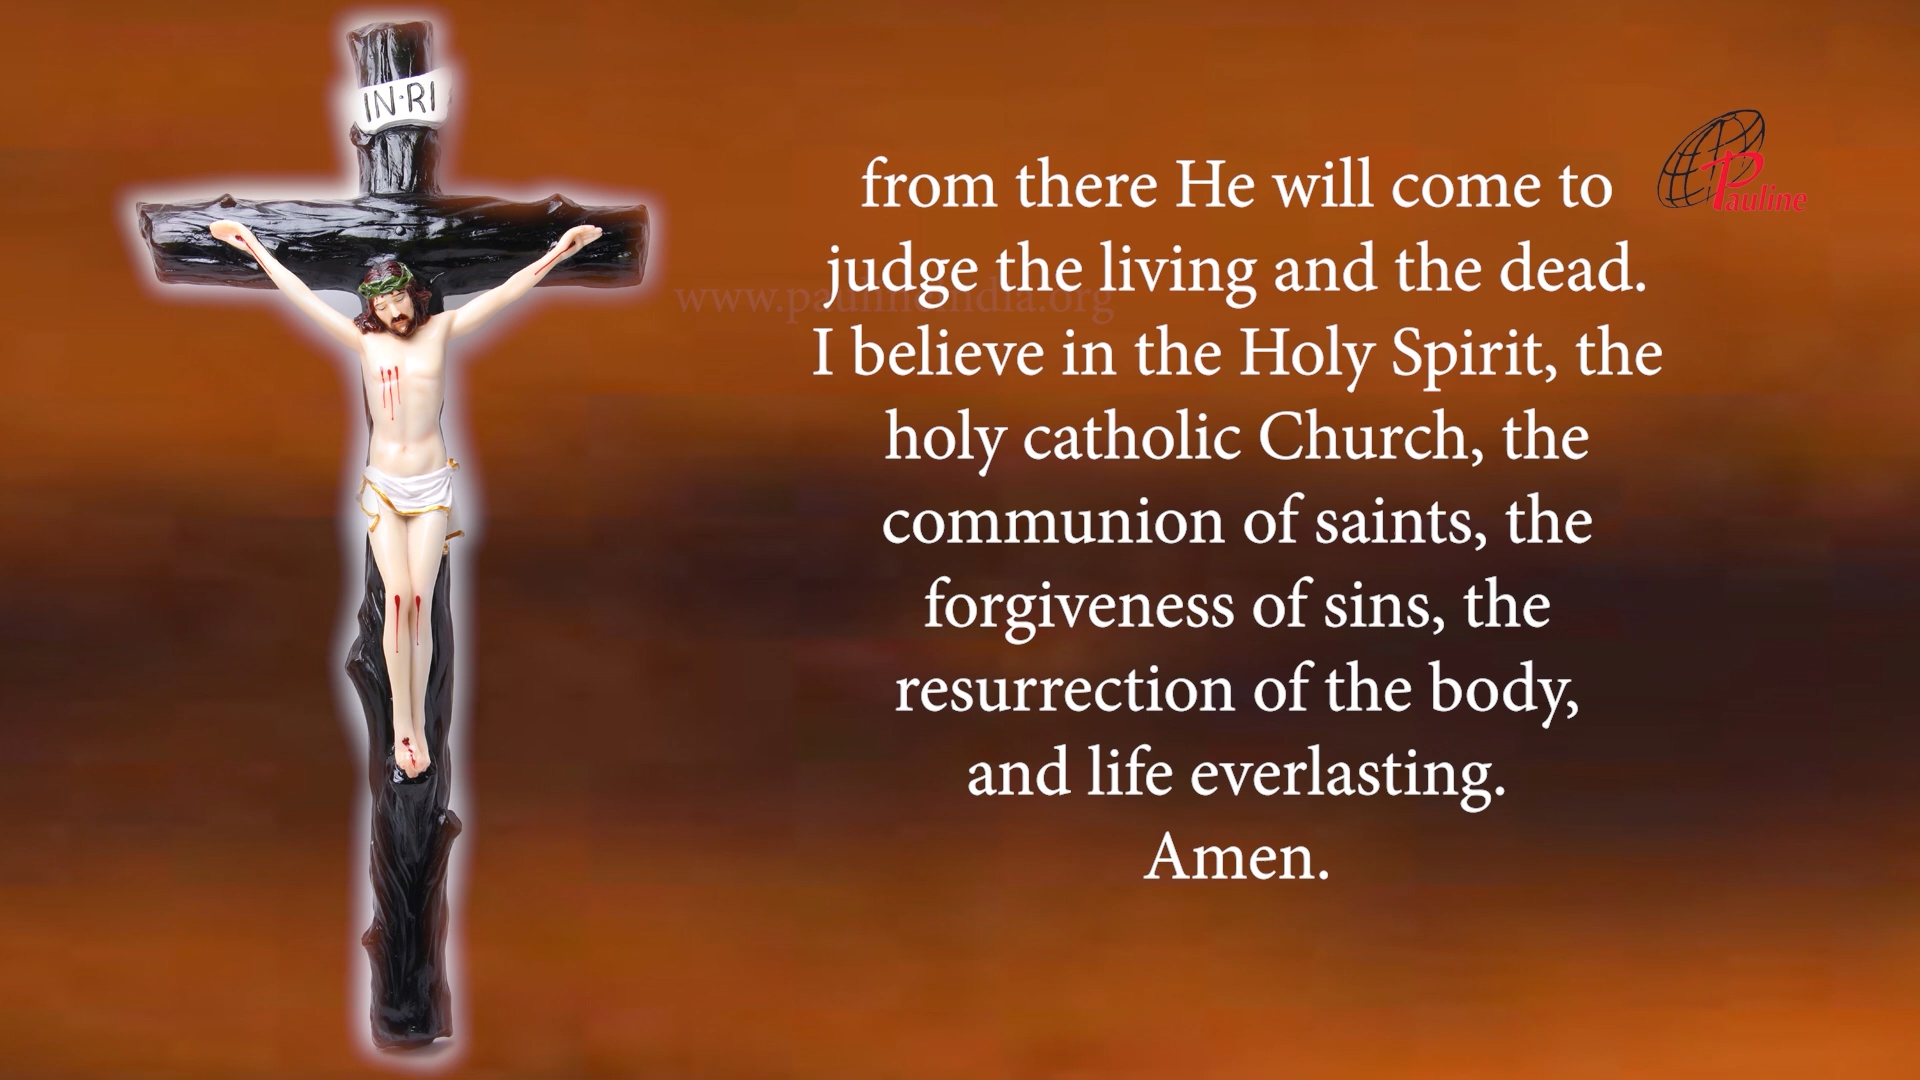 IN·RI
from there He will come to
judge the living and the dead.
I believe in the Holy Spirit, the
holy catholic Church, the
communion of saints, the
forgiveness of sins, the
resurrection of the body,
and life everlasting.
Amen.
Pauline
www.paulineindia.org